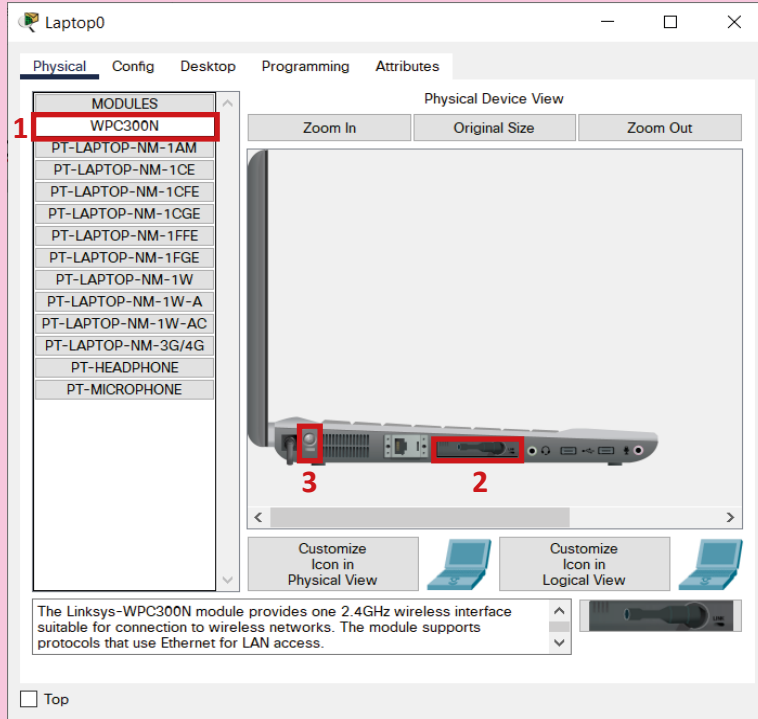 Laptop0
Physical Config Desktop Programming Attributes
MODULES
1 WPC300N
PT-LAPTOP-NM-1AM
PT-LAPTOP-NM-1CE
PT-LAPTOP-NM-1CFE
PT-LAPTOP-NM-1CGE
PT-LAPTOP-NM-1FFE
PT-LAPTOP-NM-1FGE
PT-LAPTOP-NM-1W
PT-LAPTOP-NM-1W-A
PT-LAPTOP-NM-1W-AC
PT-LAPTOP-NM-3G/4G
PT-HEADPHONE
PT-MICROPHONE
Physical Device View
Zoom In Original Size Zoom Out
3 2
Customize
Icon in
Physical View
Customize
Icon in
Logical View
The Linksys-WPC300N module provides one 2.4GHz wireless interface
suitable for connection to wireless networks. The module supports
protocols that use Ethernet for LAN access.
LINK
Top